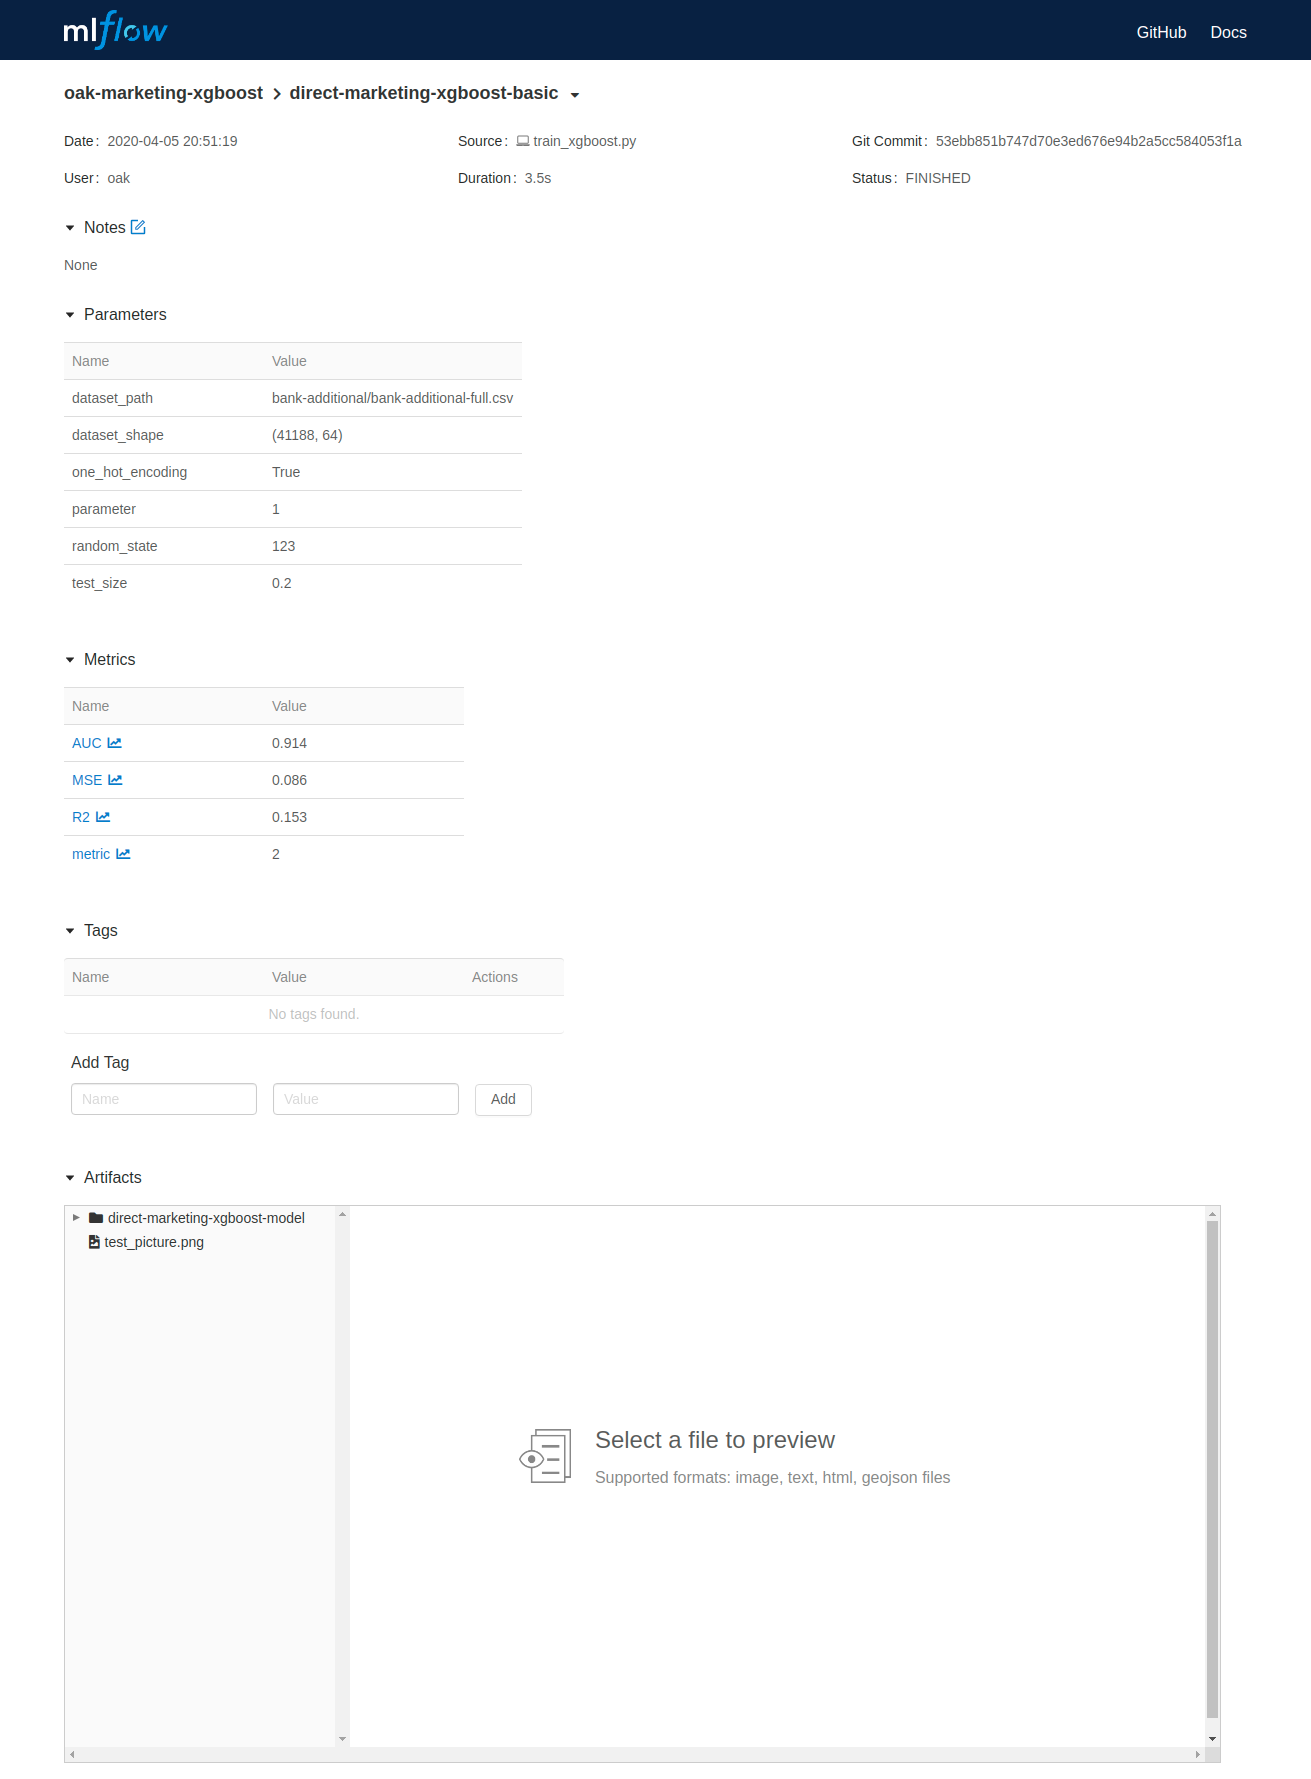 mlflow GitHub Docs
oak-marketing-xgboost > direct-marketing-xgboost-basic
Date: 2020-04-05 20:51:19 Source: train_xgboost.py Git Commit: 53ebb851b747d70e3ed676e94b2a5cc584053f1a
User: oak Duration: 3.5s Status: FINISHED
Notes
None
Parameters
Name Value
dataset_path bank-additional/bank-additional-full.csv
dataset_shape (41188, 64)
one_hot_encoding True
parameter 1
random_state 123
test_size 0.2
Metrics
Name Value
AUC 0.914
MSE 0.086
R2 0.153
metric 2
Tags
Name Value Actions
No tags found.
Add Tag
Name Value Add
Artifacts
direct-marketing-xgboost-model
test_picture.png
Select a file to preview
Supported formats: image, text, html, geojson files